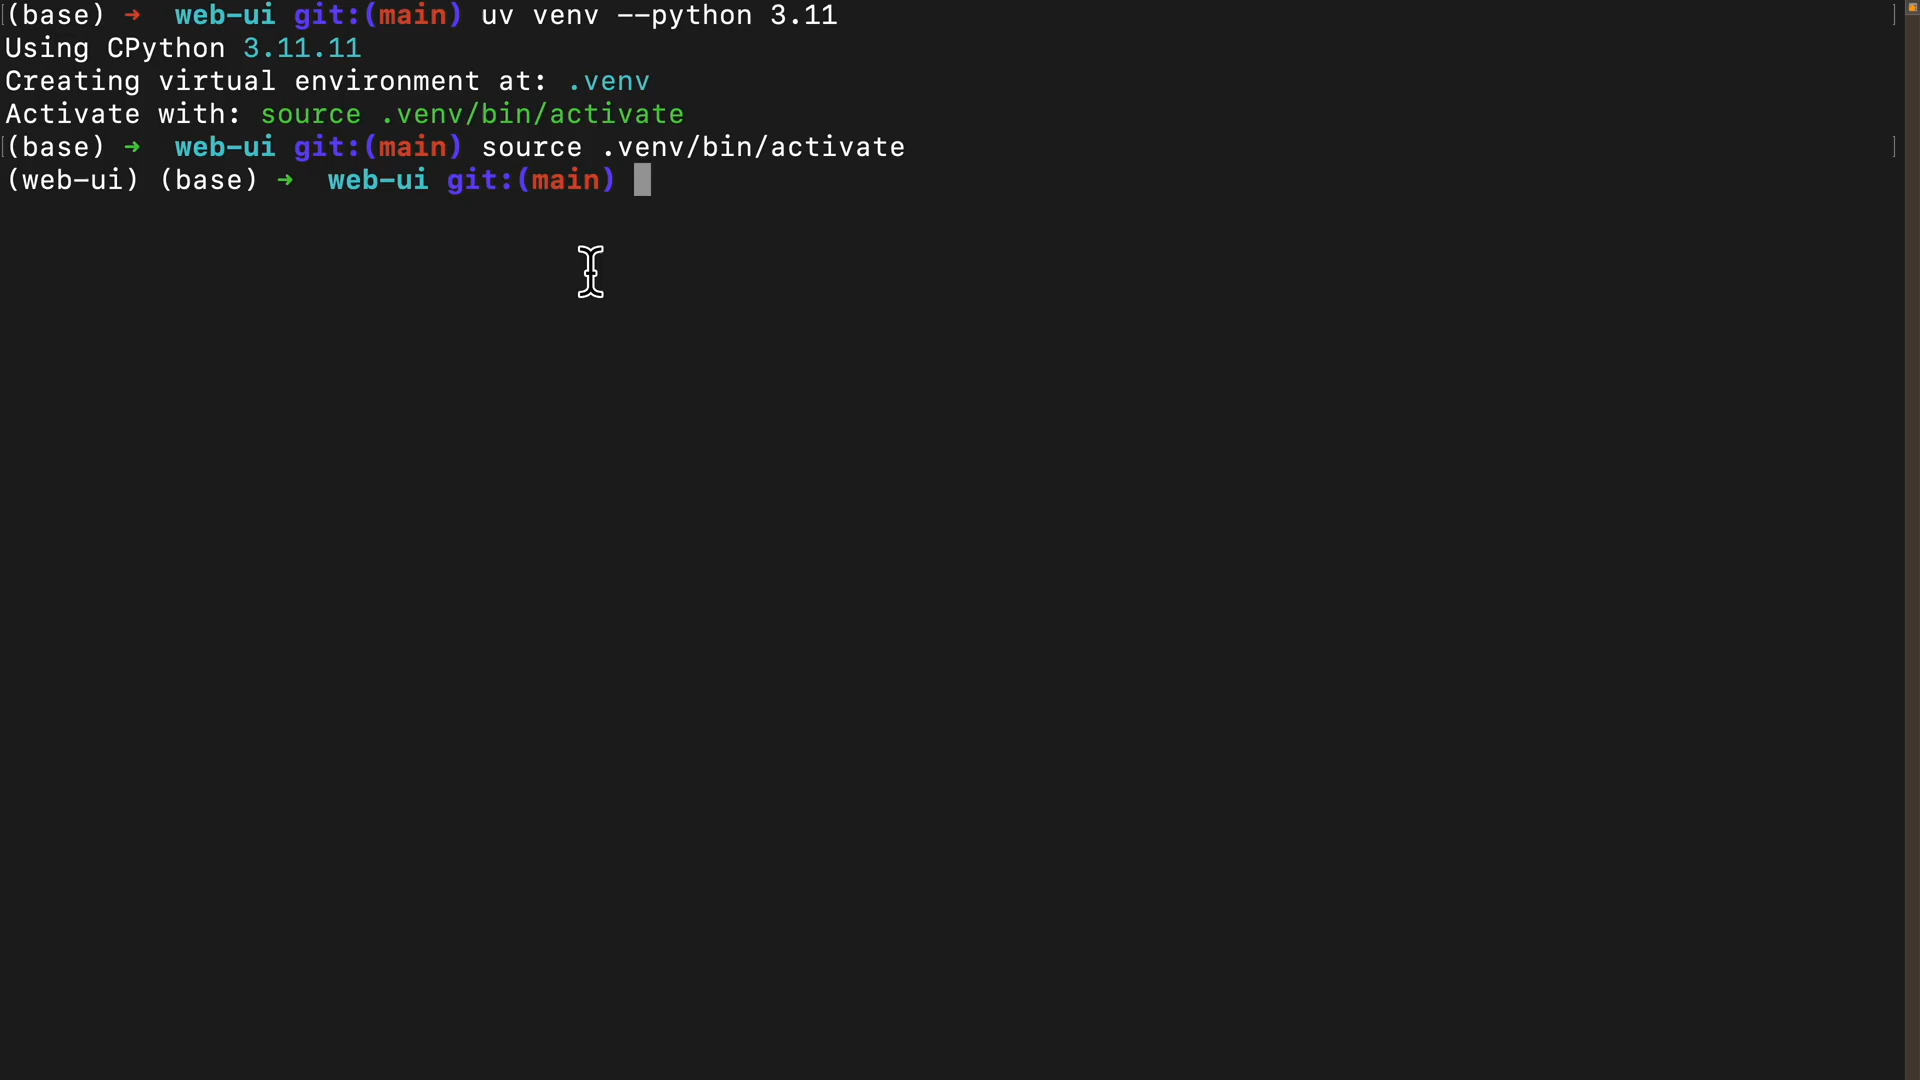 (base) ➜  web-ui git:(main) uv venv --python 3.11
Using CPython 3.11.11
Creating virtual environment at: .venv
Activate with: source .venv/bin/activate
(base) ➜  web-ui git:(main) source .venv/bin/activate
(web-ui) (base) ➜  web-ui git:(main)